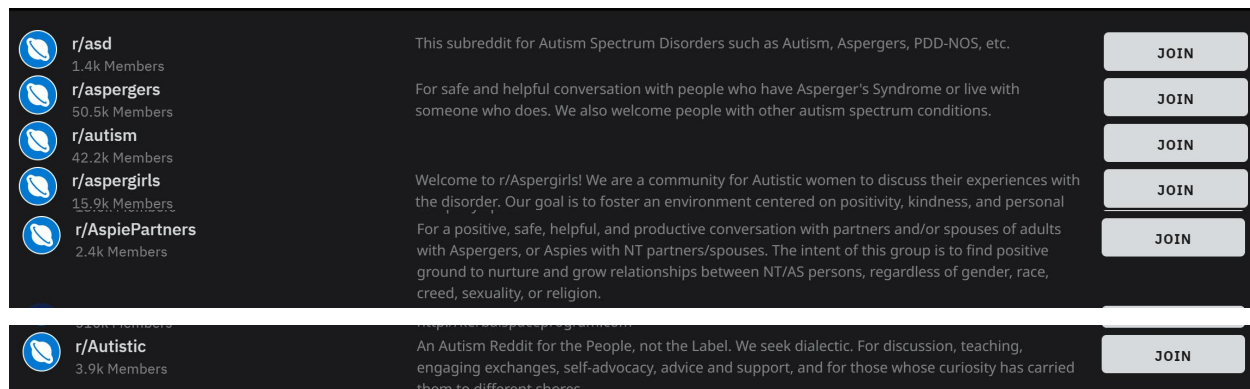 r/asd
1.4k Members
This subreddit for Autism Spectrum Disorders such as Autism, Aspergers, PDD-NOS, etc.
JOIN
r/aspergers
50.5k Members
For safe and helpful conversation with people who have Asperger's Syndrome or live with
someone who does. We also welcome people with other autism spectrum conditions.
JOIN
r/autism
42.2k Members
JOIN
r/aspergirls
15.9k Members
Welcome to r/Aspergirls! We are a community for Autistic women to discuss their experiences with
the disorder. Our goal is to foster an environment centered on positivity, kindness, and personal
JOIN
r/AspiePartners
2.4k Members
For a positive, safe, helpful, and productive conversation with partners and/or spouses of adults
with Aspergers, or Aspies with NT partners/spouses. The intent of this group is to find positive
ground to nurture and grow relationships between NT/AS persons, regardless of gender, race,
creed, sexuality, or religion.
JOIN
Members
r/Autistic
3.9k Members
An Autism Reddit for the People, not the Label. We seek dialectic. For discussion, teaching,
engaging exchanges, self-advocacy, advice and support, and for those whose curiosity has carried
them to different shores
JOIN